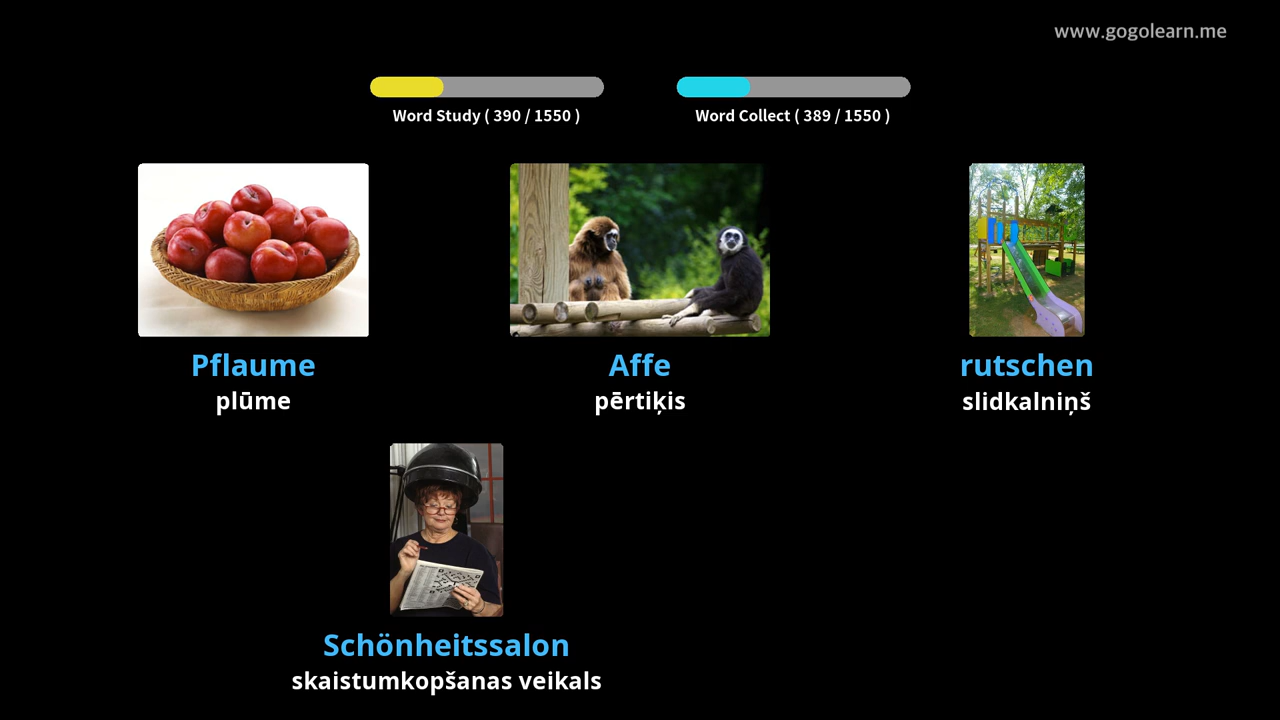 www.gogolearn.me
Word Study ( 390 / 1550 )
Word Collect ( 389 / 1550 )
Pflaume
plūme
Affe
pērtiķis
rutschen
slidkalniņš
Schönheitssalon
skaistumkopšanas veikals